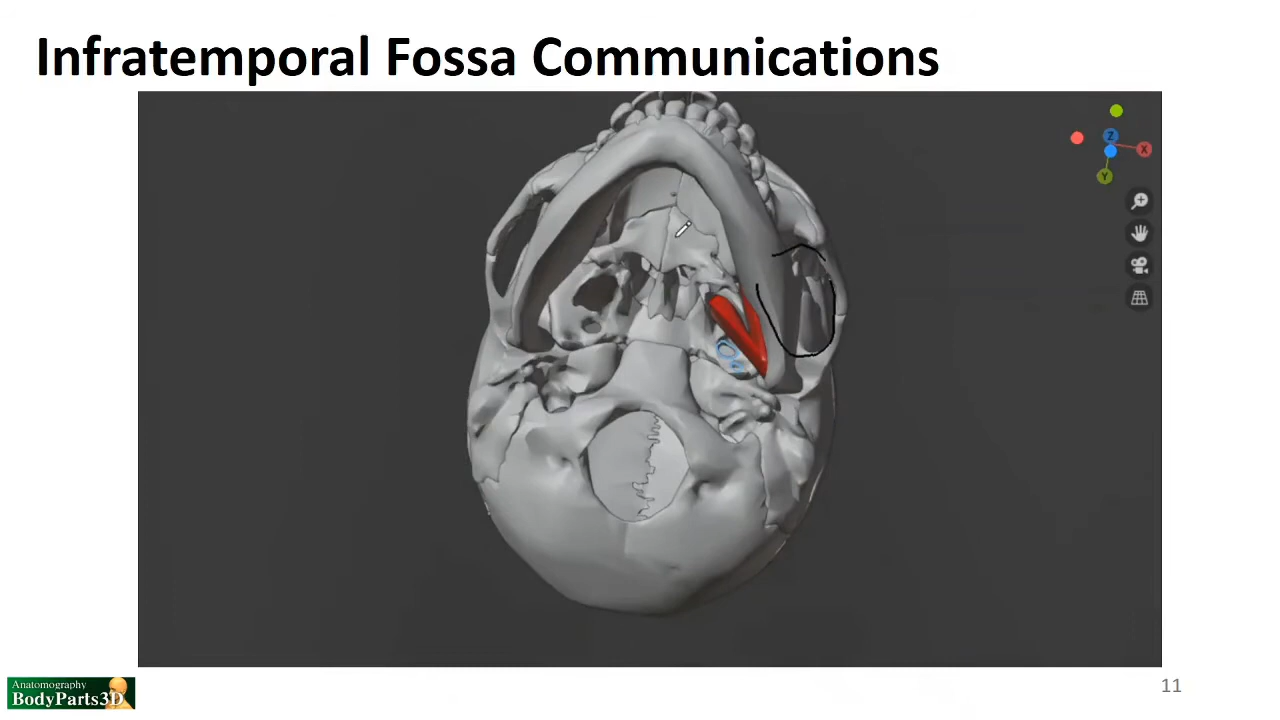 Infratemporal Fossa Communications
Z
X
Y
Anatomography
BodyParts3D
11